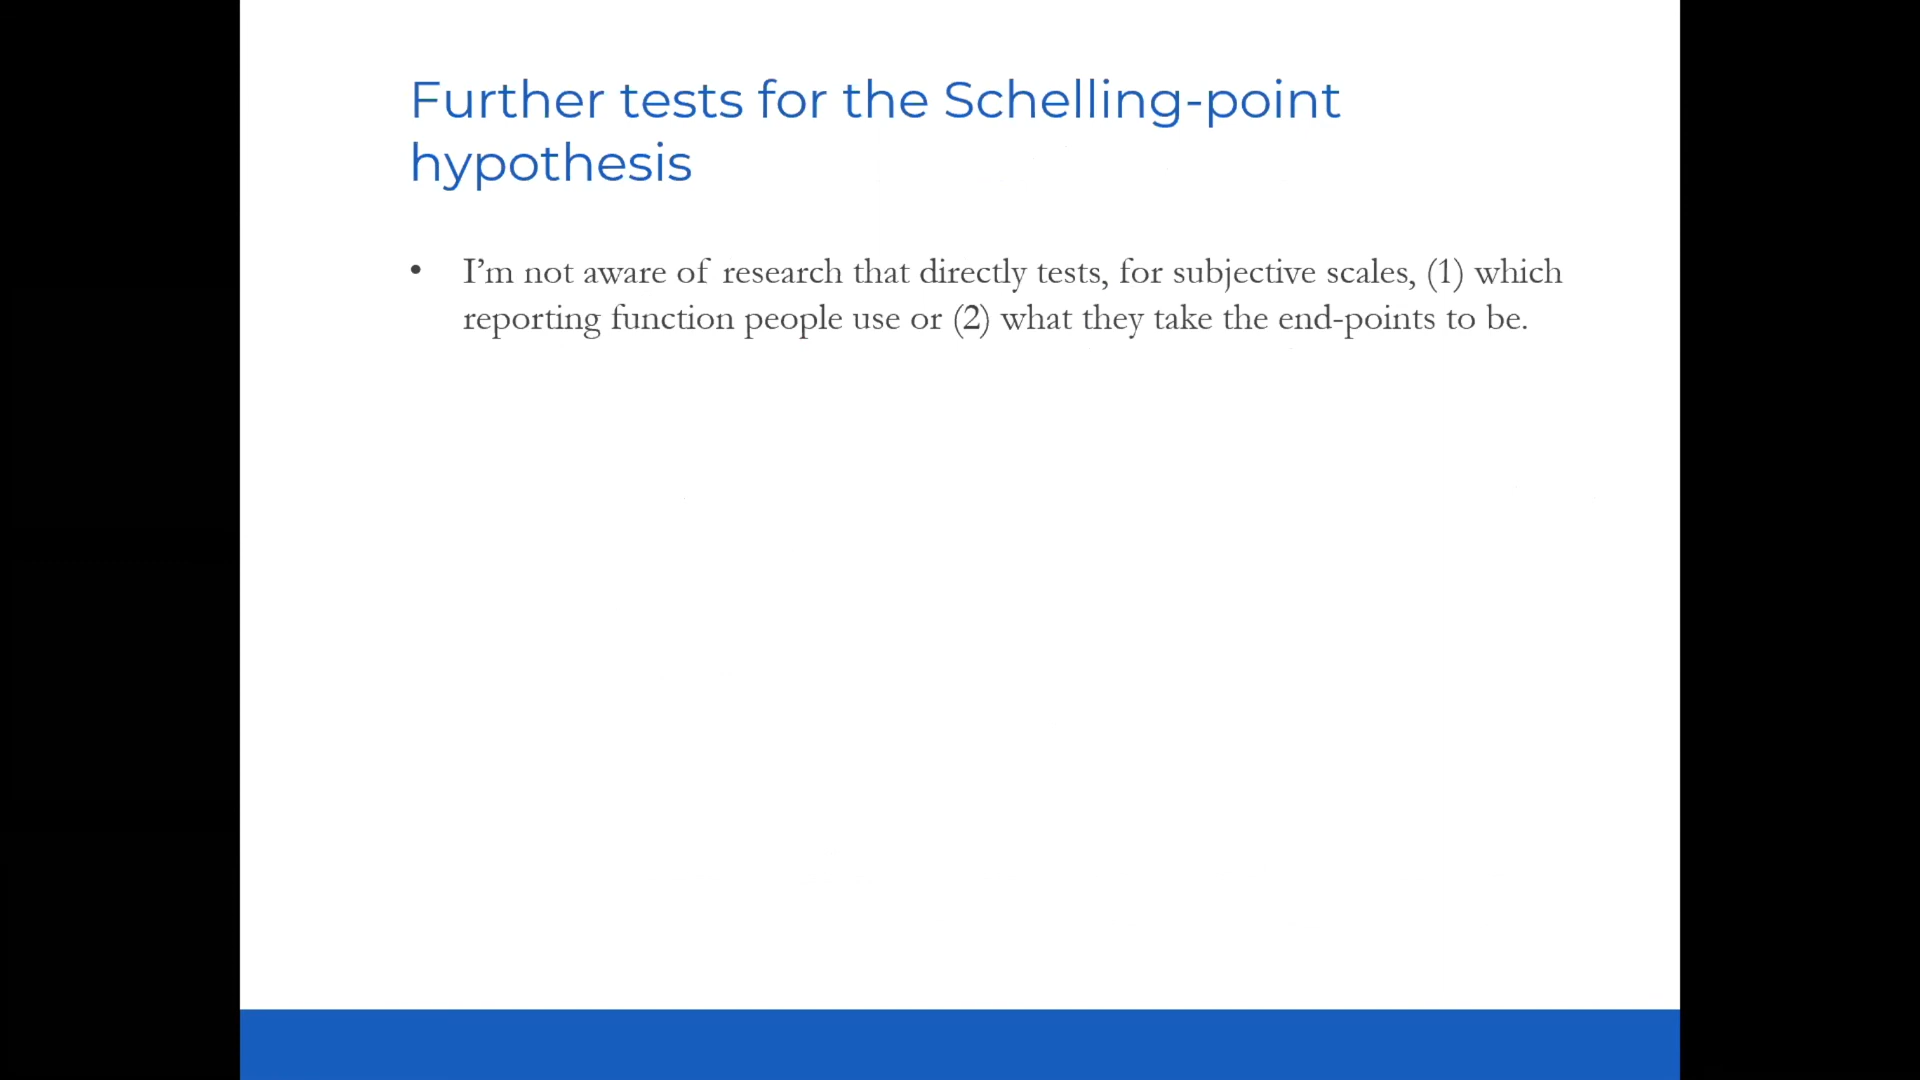 Further tests for the Schelling-point
hypothesis
• I’m not aware of research that directly tests, for subjective scales, (1) which
reporting function people use or (2) what they take the end-points to be.